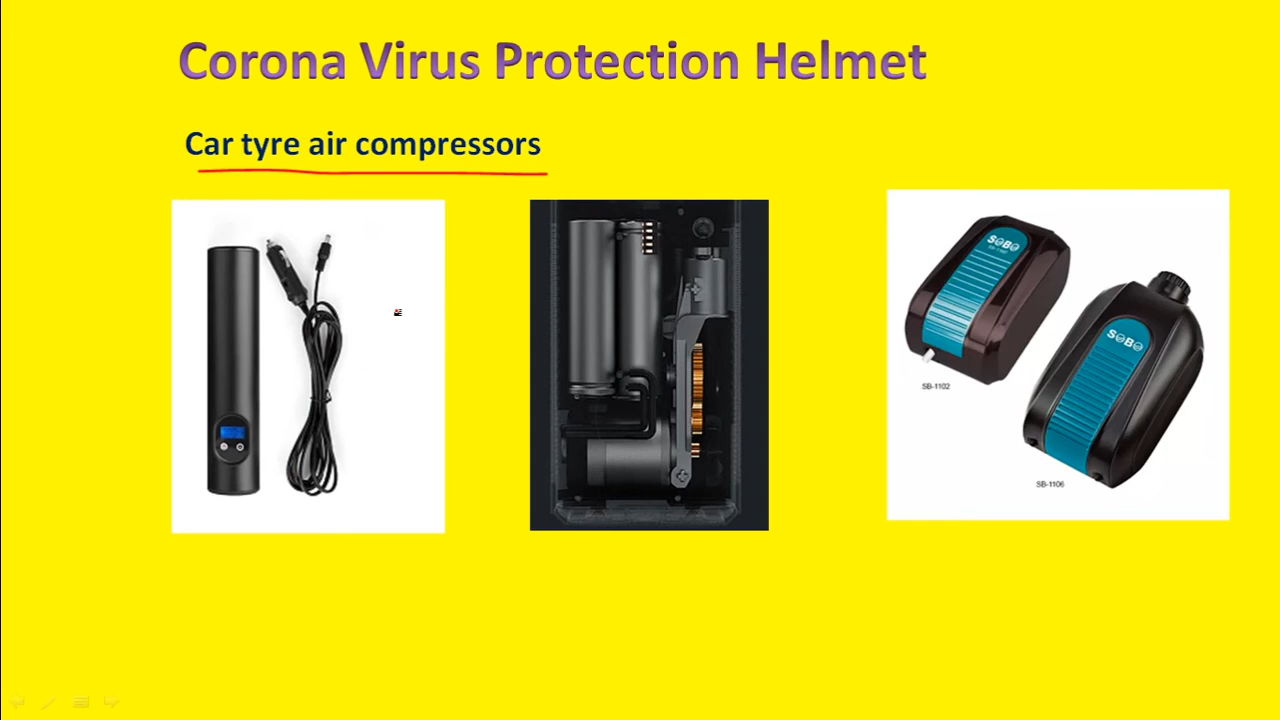 Corona Virus Protection Helmet
Car tyre air compressors
SOBO
SB-1102
SOBO
SB-1106